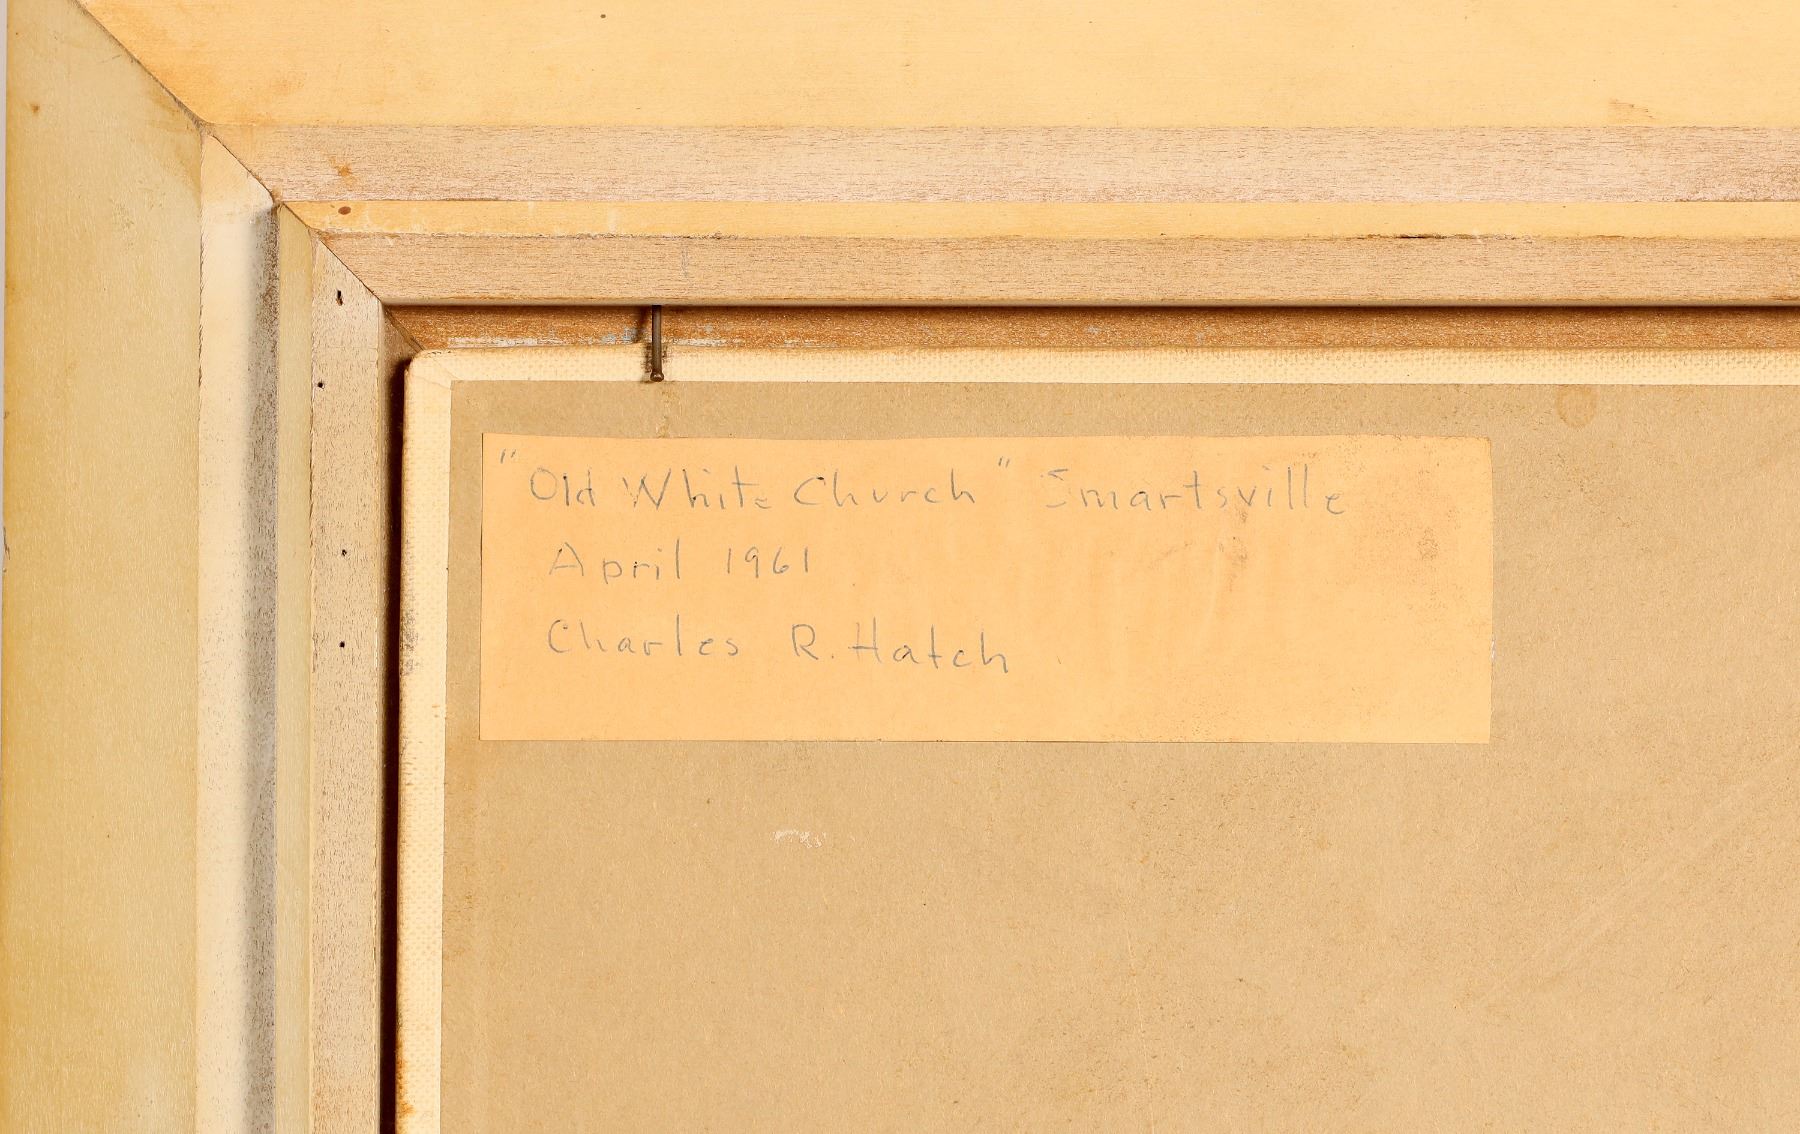 "Old White Church" Smartsville
April 1961
Charles R. Hatch